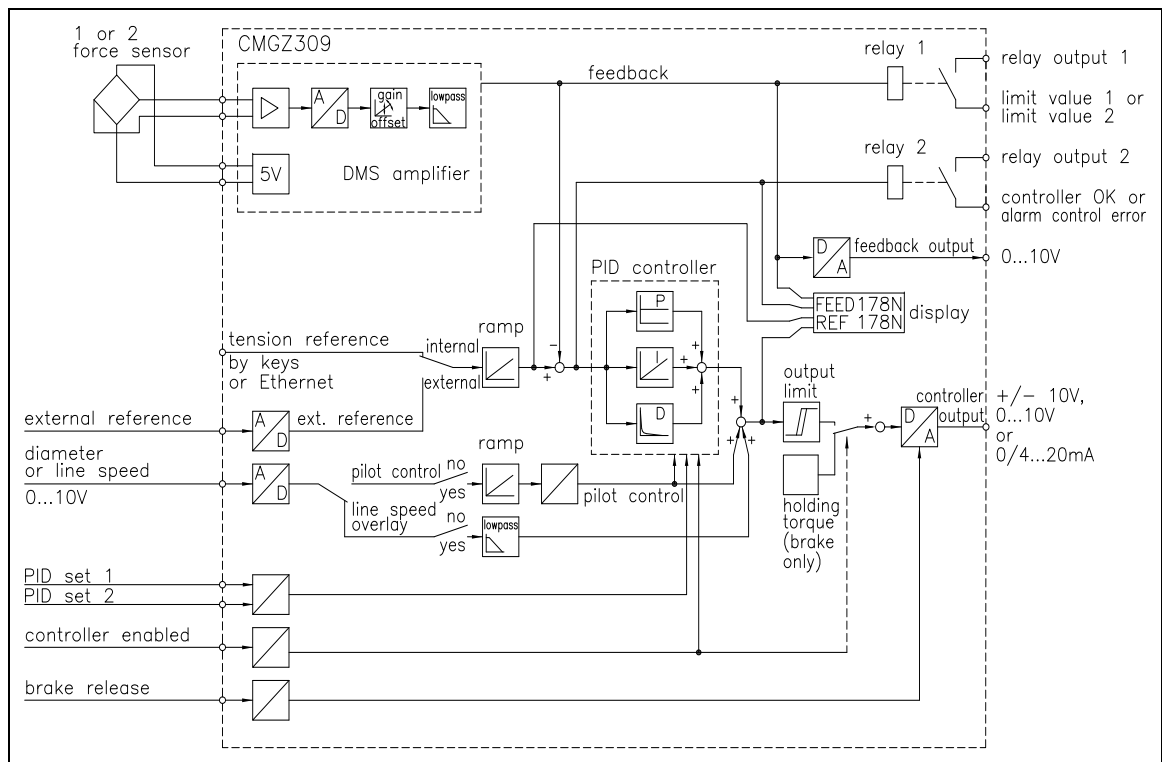 1 or 2
force sensor
CMGZ309
relay 1
relay output 1
feedback
gain
offset
lowpass
A
D
limit value 1 or
limit value 2
5V
DMS amplifier
relay 2
relay output 2
controller OK or
alarm control error
D
A
feedback output
0...10V
PID controller
P
FEED178N
REF 178N
display
tension reference
by keys
or Ethernet
internal
external
ramp
-
+
I
+
+
+
output
limit
D
external reference
A
D
ext. reference
+
+
+
+
D
A
controller
output
+/- 10V,
0...10V
or
0/4...20mA
diameter
or line speed
0...10V
A
D
pilot control
no
yes
ramp
pilot control
line speed
overlay
no
yes
lowpass
holding
torque
(brake
only)
PID set 1
PID set 2
controller enabled
brake release